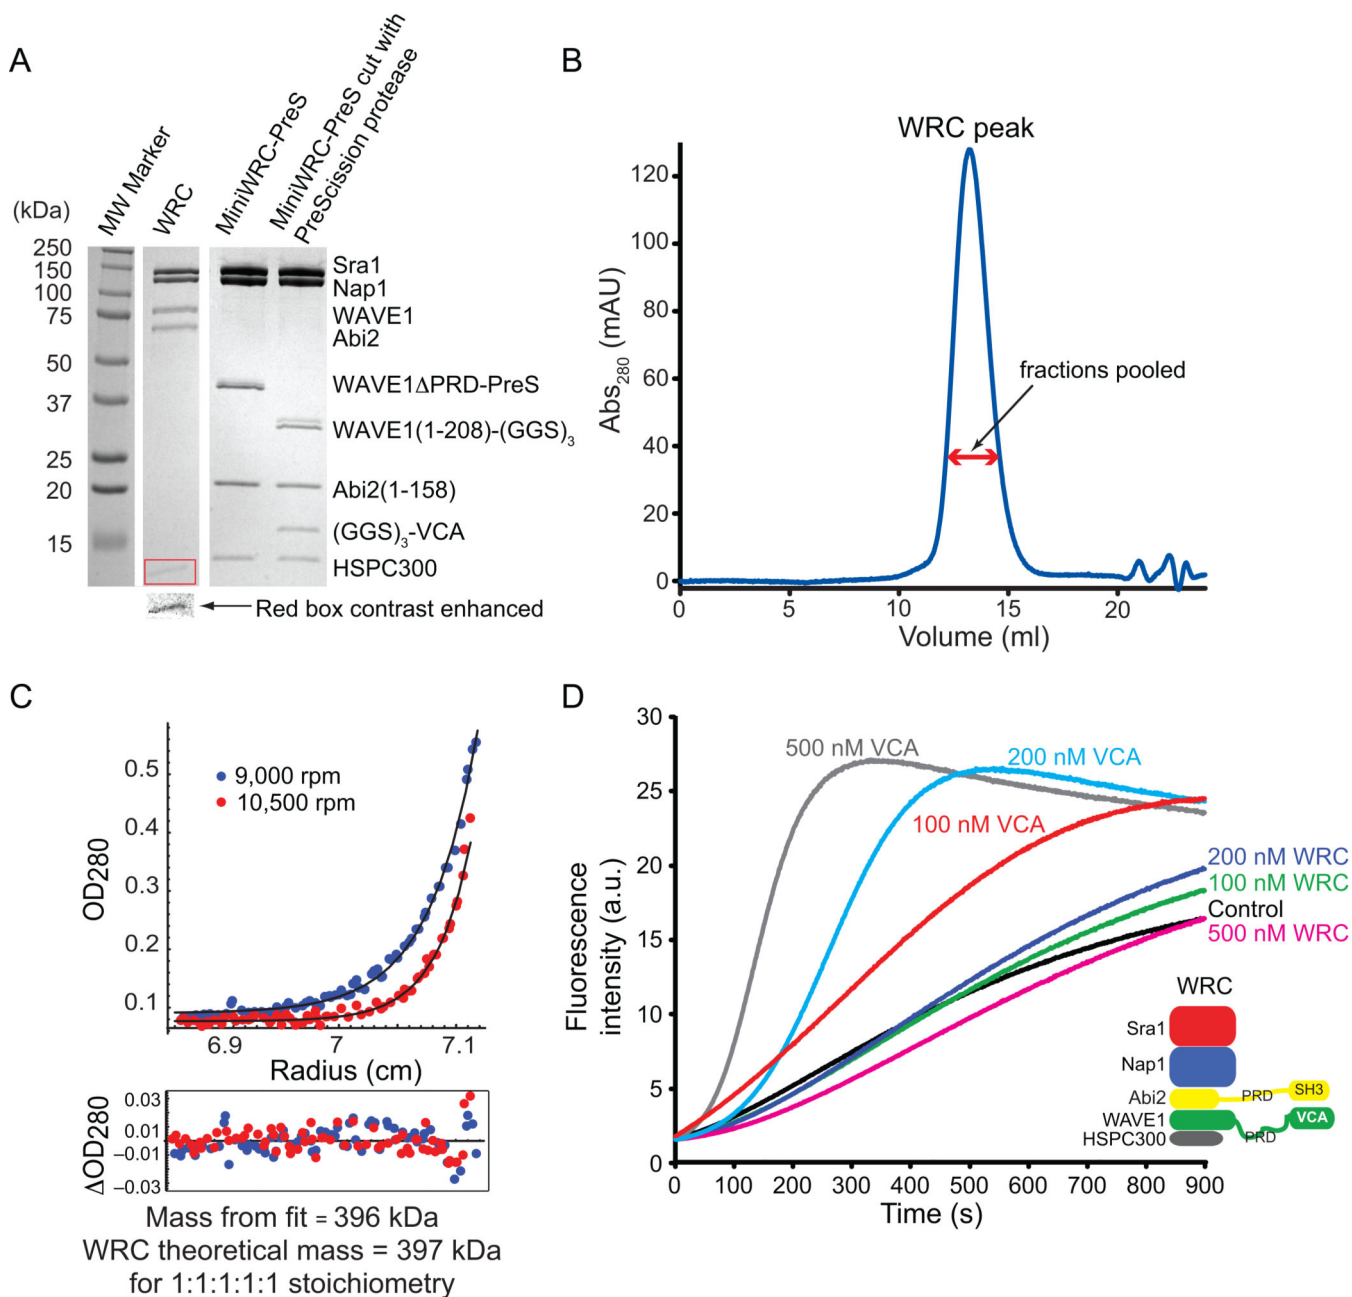 A
(kDa)
MW Marker
WRC
MiniWRC-PreS
MiniWRC-PreS cut with
PreScission protease
250
150
100
75
50
37
25
20
15
Sra1
Nap1
WAVE1
Abi2
WAVE1ΔPRD-PreS
WAVE1(1-208)-(GGS)3
Abi2(1-158)
(GGS)3-VCA
HSPC300
Red box contrast enhanced
B
WRC peak
fractions pooled
Abs280 (mAU)
120
100
80
60
40
20
0
0 5 10 15 20
Volume (ml)
C
9,000 rpm
10,500 rpm
OD280
0.5
0.4
0.3
0.2
0.1
6.9 7 7.1
Radius (cm)
ΔOD280
0.03
0.01
−0.01
−0.03
Mass from fit = 396 kDa
WRC theoretical mass = 397 kDa
for 1:1:1:1:1 stoichiometry
D
Fluorescence
intensity (a.u.)
30
25
20
15
10
5
0
500 nM VCA
200 nM VCA
100 nM VCA
200 nM WRC
100 nM WRC
Control
500 nM WRC
WRC
Sra1
Nap1
Abi2
PRD
SH3
WAVE1
VCA
HSPC300
PRD
0 100 200 300 400 500 600 700 800 900
Time (s)